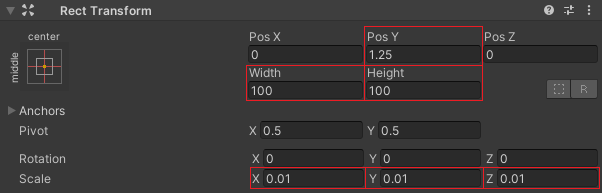 Rect Transform
center
middle
Pos X Pos Y Pos Z
0 1.25 0
Width Height
100 100
R
Anchors
Pivot X 0.5 Y 0.5
Rotation X 0 Y 0 Z 0
Scale X 0.01 Y 0.01 Z 0.01